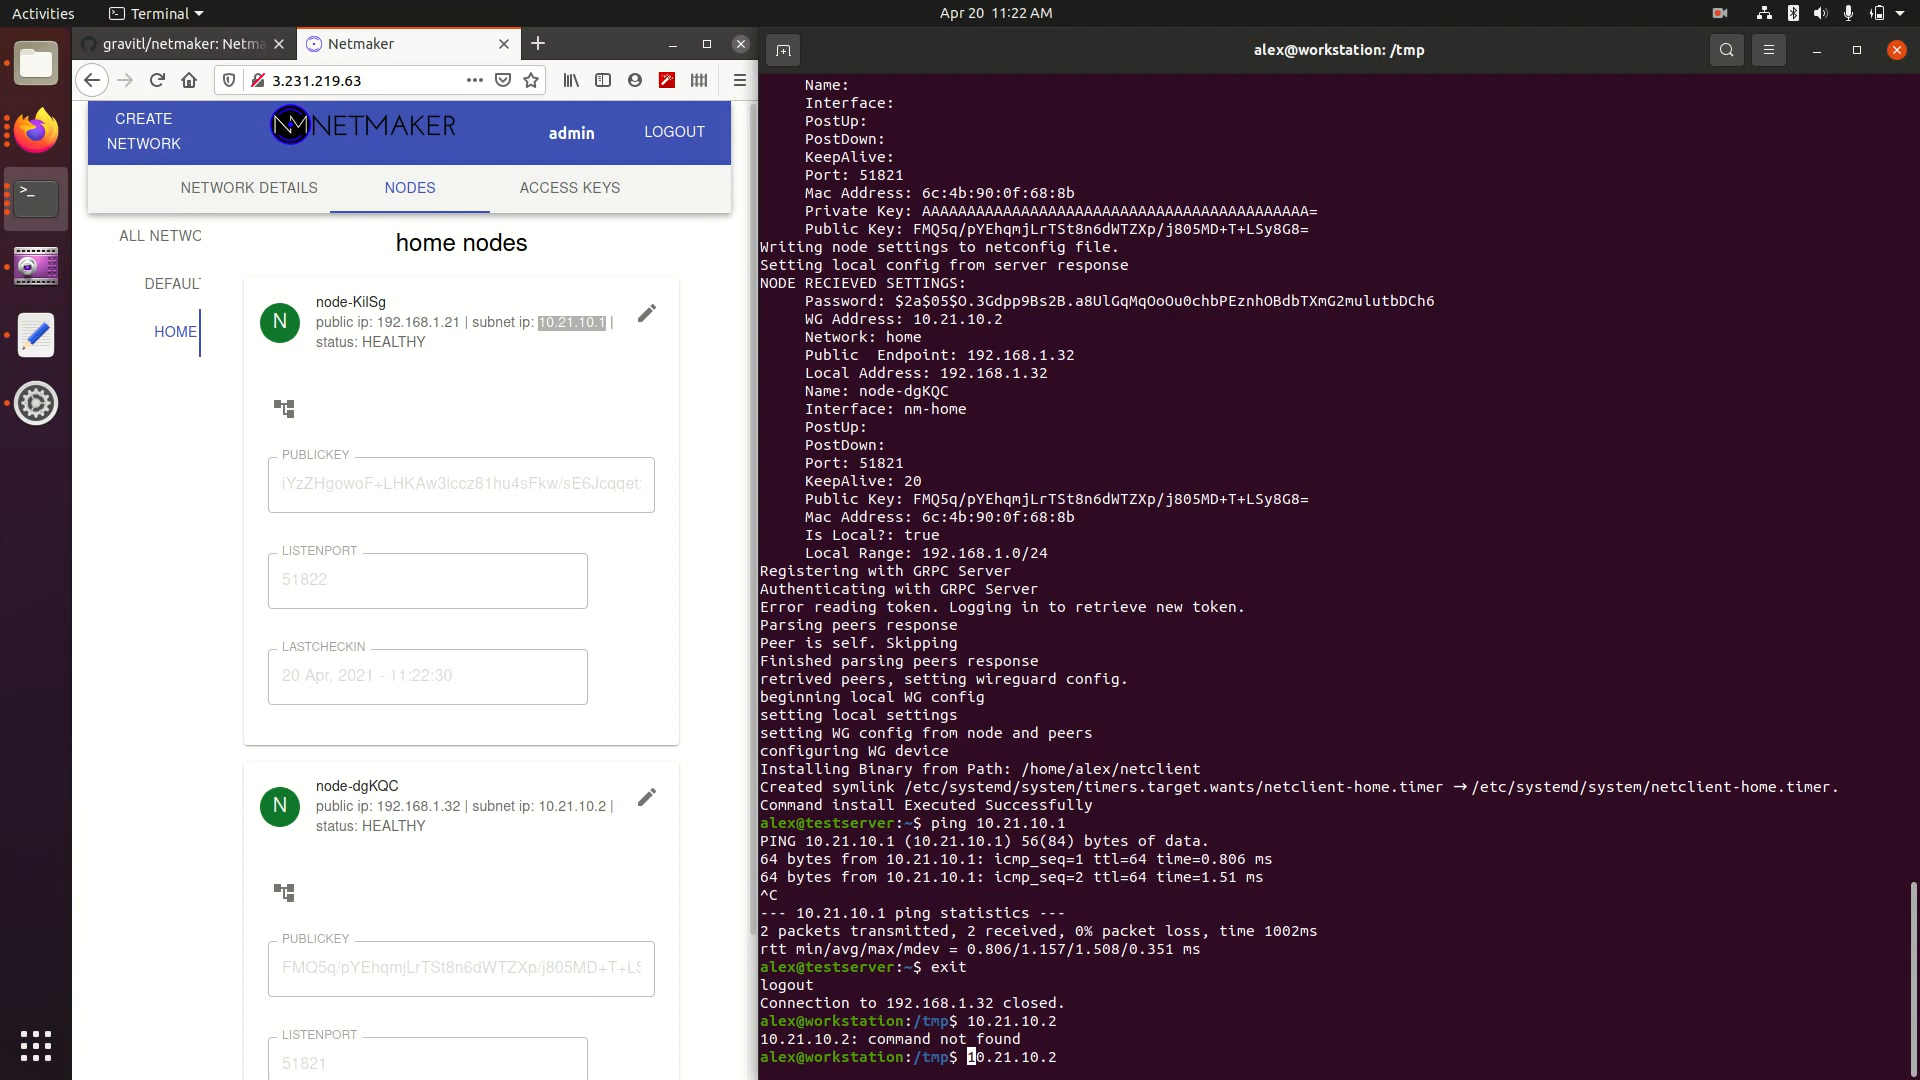 Activities
Terminal
Apr 20 11:22 AM
gravitl/netmaker: Netma
Netmaker
3.231.219.63
CREATE
NETWORK
NM
NETMAKER
admin
LOGOUT
NETWORK DETAILS
NODES
ACCESS KEYS
ALL NETWO
DEFAUL
HOME
home nodes
N
node-KilSg
public ip: 192.168.1.21 | subnet ip: 10.21.10.1 |
status: HEALTHY
PUBLICKEY
iYzZHgowoF+LHKAw3lccz81hu4sFkw/sE6Jcqqet
LISTENPORT
51822
LASTCHECKIN
20 Apr, 2021 - 11:22:30
N
node-dgKQC
public ip: 192.168.1.32 | subnet ip: 10.21.10.2 |
status: HEALTHY
PUBLICKEY
FMQ5q/pYEhqmjLrTSt8n6dWTZXp/j805MD+T+LS
LISTENPORT
51821
alex@workstation: /tmp
Name:
Interface:
PostUp:
PostDown:
KeepAlive:
Port: 51821
Mac Address: 6c:4b:90:0f:68:8b
Private Key: AAAAAAAAAAAAAAAAAAAAAAAAAAAAAAAAAAAAAAAAAAA=
Public Key: FMQ5q/pYEhqmjLrTSt8n6dWTZXp/j805MD+T+LSy8G8=
Writing node settings to netconfig file.
Setting local config from server response
NODE RECIEVED SETTINGS:
Password: $2a$05$O.3Gdpp9Bs2B.a8UlGqMqOoOu0chbPEznhOBdbTXmG2mulutbDCh6
WG Address: 10.21.10.2
Network: home
Public  Endpoint: 192.168.1.32
Local Address: 192.168.1.32
Name: node-dgKQC
Interface: nm-home
PostUp:
PostDown:
Port: 51821
KeepAlive: 20
Public Key: FMQ5q/pYEhqmjLrTSt8n6dWTZXp/j805MD+T+LSy8G8=
Mac Address: 6c:4b:90:0f:68:8b
Is Local?: true
Local Range: 192.168.1.0/24
Registering with GRPC Server
Authenticating with GRPC Server
Error reading token. Logging in to retrieve new token.
Parsing peers response
Peer is self. Skipping
Finished parsing peers response
retrived peers, setting wireguard config.
beginning local WG config
setting local settings
setting WG config from node and peers
configuring WG device
Installing Binary from Path: /home/alex/netclient
Created symlink /etc/systemd/system/timers.target.wants/netclient-home.timer → /etc/systemd/system/netclient-home.timer.
Command install Executed Successfully
alex@testserver:~$ ping 10.21.10.1
PING 10.21.10.1 (10.21.10.1) 56(84) bytes of data.
64 bytes from 10.21.10.1: icmp_seq=1 ttl=64 time=0.806 ms
64 bytes from 10.21.10.1: icmp_seq=2 ttl=64 time=1.51 ms
^C
--- 10.21.10.1 ping statistics ---
2 packets transmitted, 2 received, 0% packet loss, time 1002ms
rtt min/avg/max/mdev = 0.806/1.157/1.508/0.351 ms
alex@testserver:~$ exit
logout
Connection to 192.168.1.32 closed.
alex@workstation:/tmp$ 10.21.10.2
10.21.10.2: command not found
alex@workstation:/tmp$ 10.21.10.2